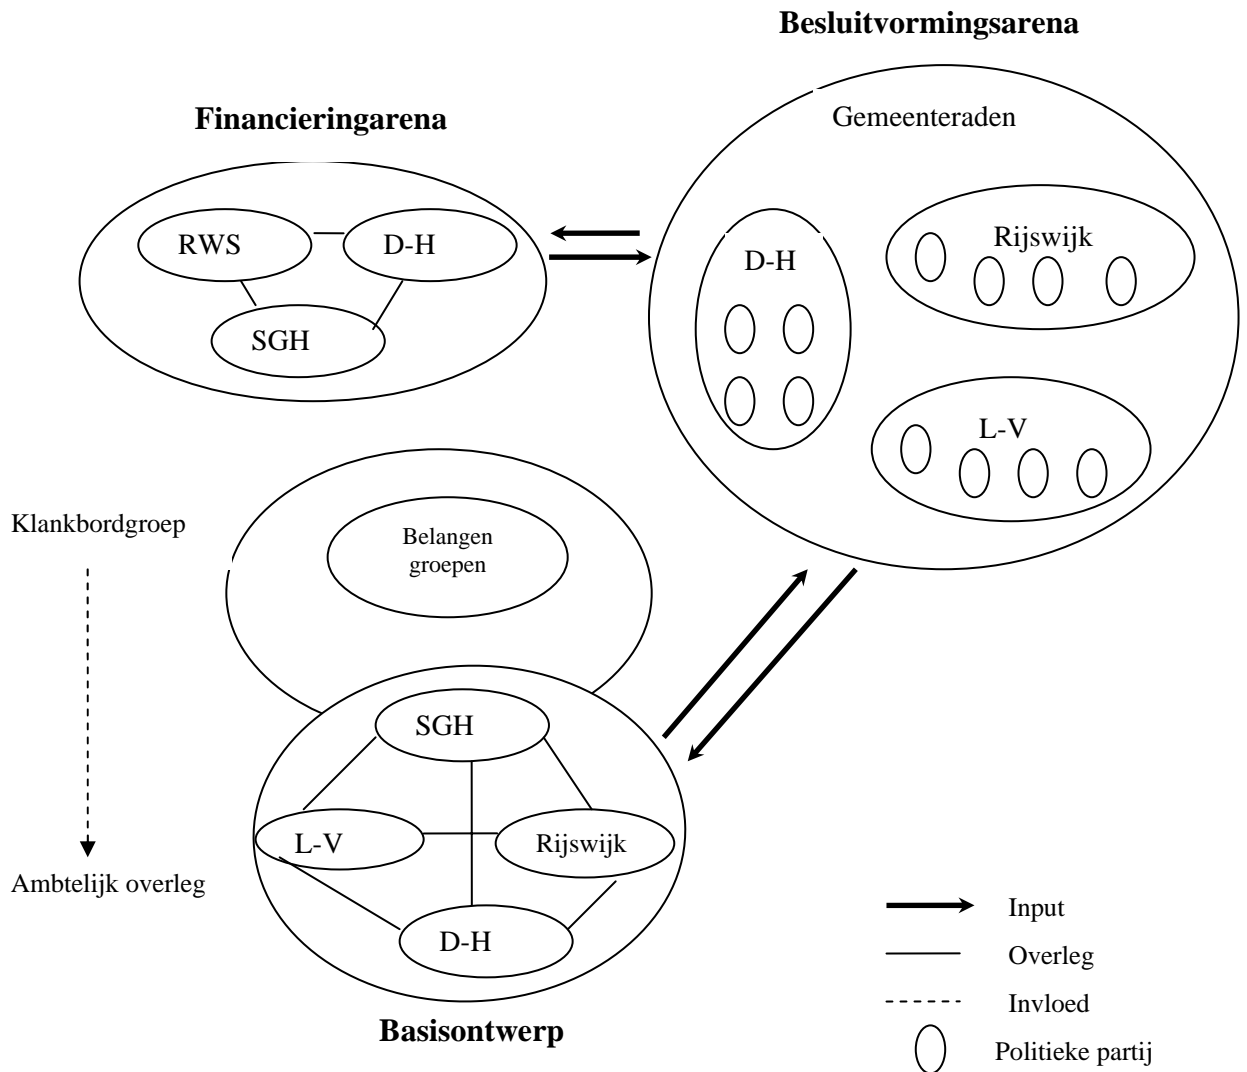 Besluitvormingsarena
Financieringarena
Gemeenteraden
RWS
D-H
SGH
D-H
Rijswijk
L-V
Klankbordgroep
Belangen
groepen
SGH
L-V
Rijswijk
D-H
Ambtelijk overleg
Basisontwerp
Input
Overleg
Invloed
Politieke partij